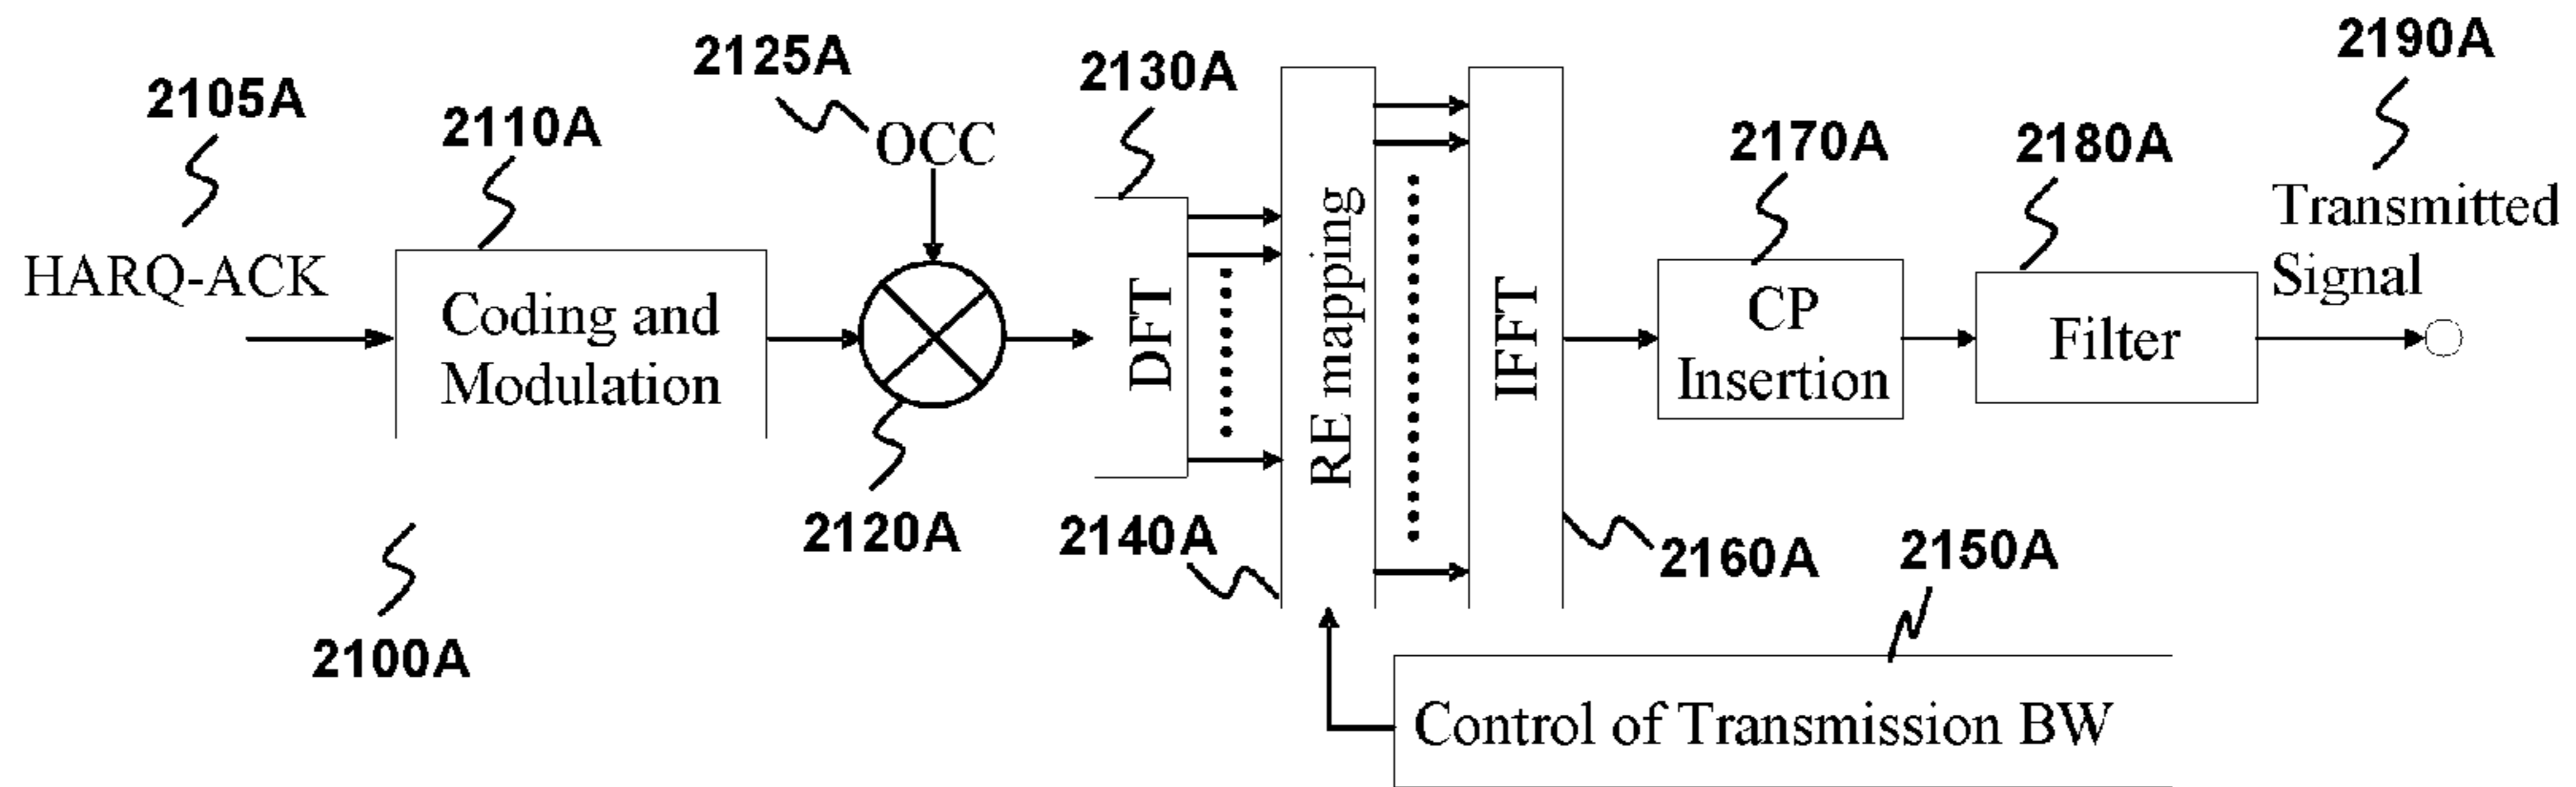 2190A
2125A
2130A
2105A
2110A
OCC
2170A
2180A
Transmitted
Signal
HARQ-ACK
Coding and
Modulation
DFT
RE mapping
IFFT
CP
Insertion
Filter
2120A
2140A
2160A
2150A
2100A
Control of Transmission BW